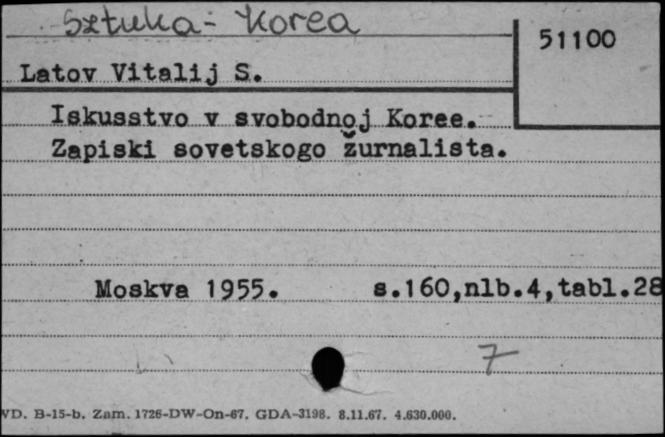 Sztuka - Korea
51100
Latov Vitalij S.
Iskusstvo v svobodnoj Koree.
Zapiski sovetskogo žurnalista.
Moskva 1955. s.160,nlb.4,tabl.28
7
VD. B-15-b. Zam. 1726-DW-On-67. GDA-3198. 8.11.67. 4.630.000.